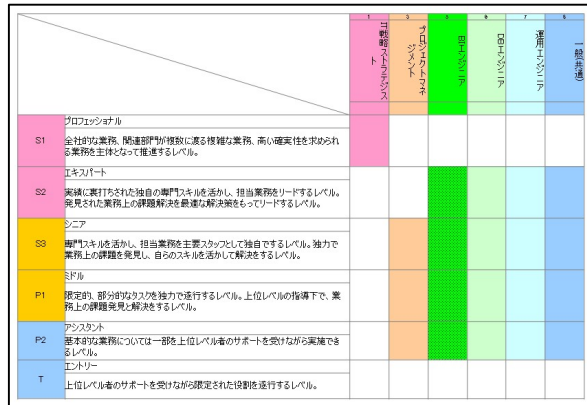 1
3
5
6
7
8
IT戦略ストラテジスト
プロジェクトマネジメント
BIエンジニア
DBエンジニア
運用エンジニア
一般(共通)
プロフェッショナル
S1
全社的な業務、関連部門が複数に渡る複雑な業務、高い確実性を求められ
る業務を主体となって推進するレベル。
エキスパート
S2
実績に裏打ちされた独自の専門スキルを活かし、担当業務をリードするレベル。
発見された業務上の課題解決を最適な解決策をもってリードするレベル。
シニア
S3
専門スキルを活かし、担当業務を主要スタッフとして独自でするレベル。独力で
業務上の課題を発見し、自らのスキルを活かして解決をするレベル。
ミドル
P1
限定的、部分的なタスクを独力で遂行するレベル。上位レベルの指導下で、業
務上の課題発見と解決をするレベル。
アシスタント
P2
基本的な業務については一部を上位レベル者のサポートを受けながら実施でき
るレベル。
エントリー
T
上位レベル者のサポートを受けながら限定された役割を遂行するレベル。